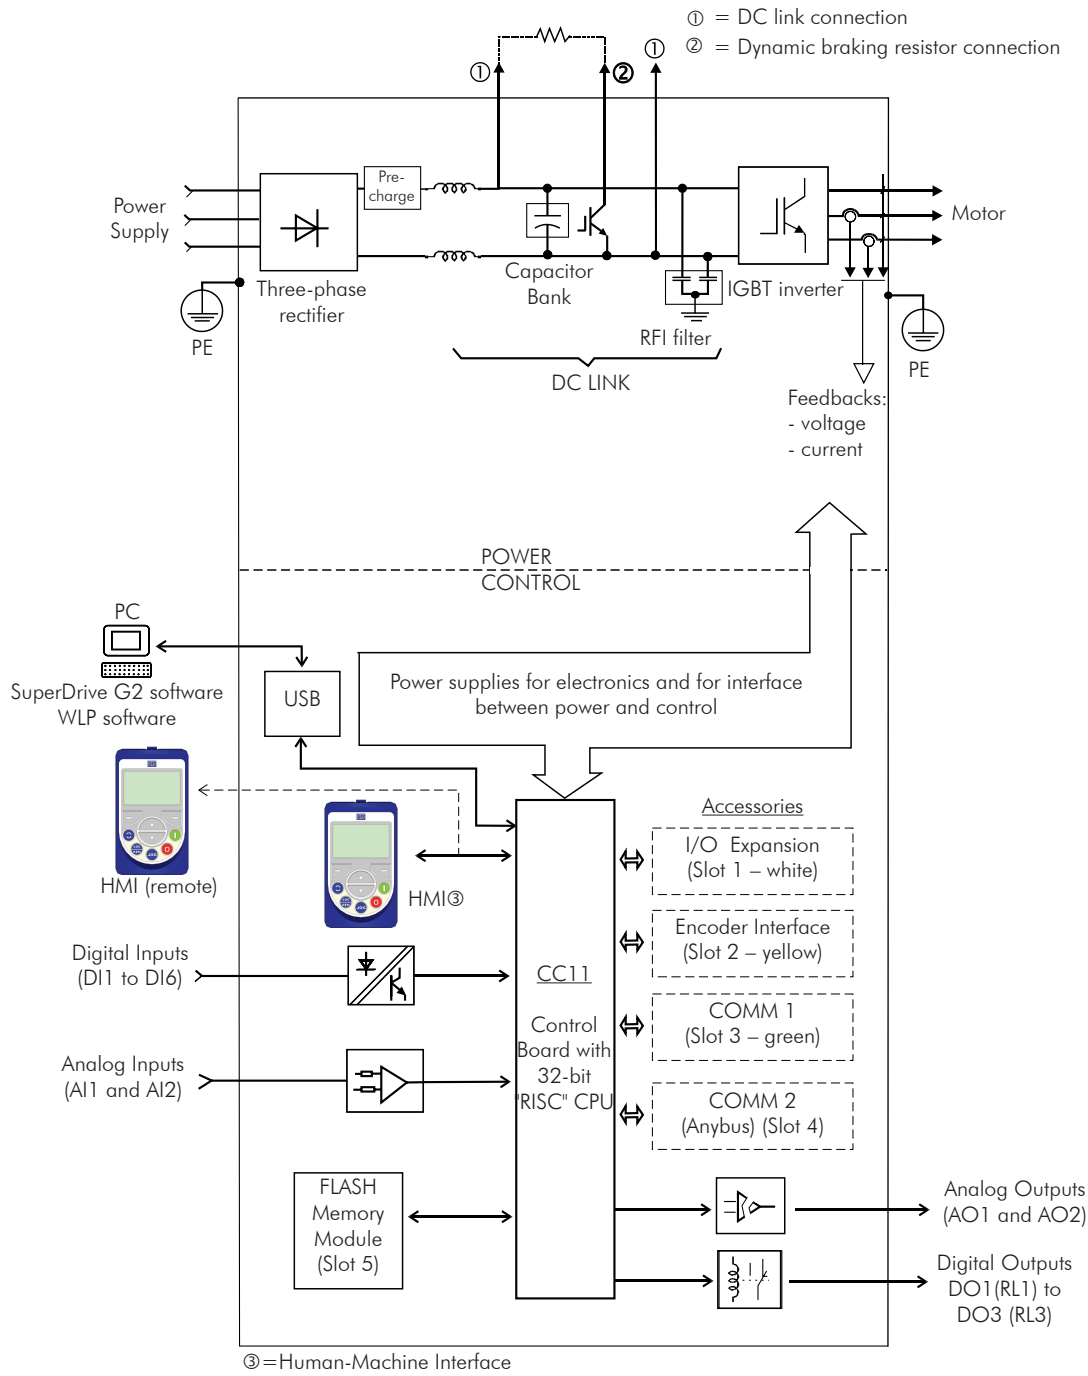 ① = DC link connection
② = Dynamic braking resistor connection
①
②
①
Pre-
charge
Power
Supply
Motor
Three-phase
rectifier
Capacitor
Bank
IGBT inverter
PE
RFI filter
PE
DC LINK
Feedbacks:
- voltage
- current
POWER
CONTROL
PC
SuperDrive G2 software
WLP software
USB
Power supplies for electronics and for interface
between power and control
HMI (remote)
HMI③
Accessories
I/O Expansion
(Slot 1 – white)
Encoder Interface
(Slot 2 – yellow)
COMM 1
(Slot 3 – green)
COMM 2
(Anybus) (Slot 4)
Digital Inputs
(DI1 to DI6)
CC11
Control
Board with
32-bit
"RISC" CPU
Analog Inputs
(AI1 and AI2)
FLASH
Memory
Module
(Slot 5)
Analog Outputs
(AO1 and AO2)
Digital Outputs
DO1(RL1) to
DO3 (RL3)
③=Human-Machine Interface